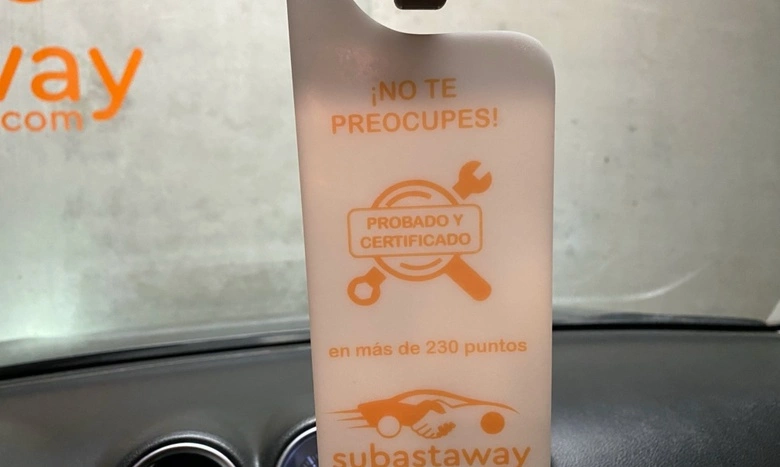 way
com
¡NO TE
PREOCUPES!
PROBADO Y
CERTIFICADO
en más de 230 puntos
subastaway